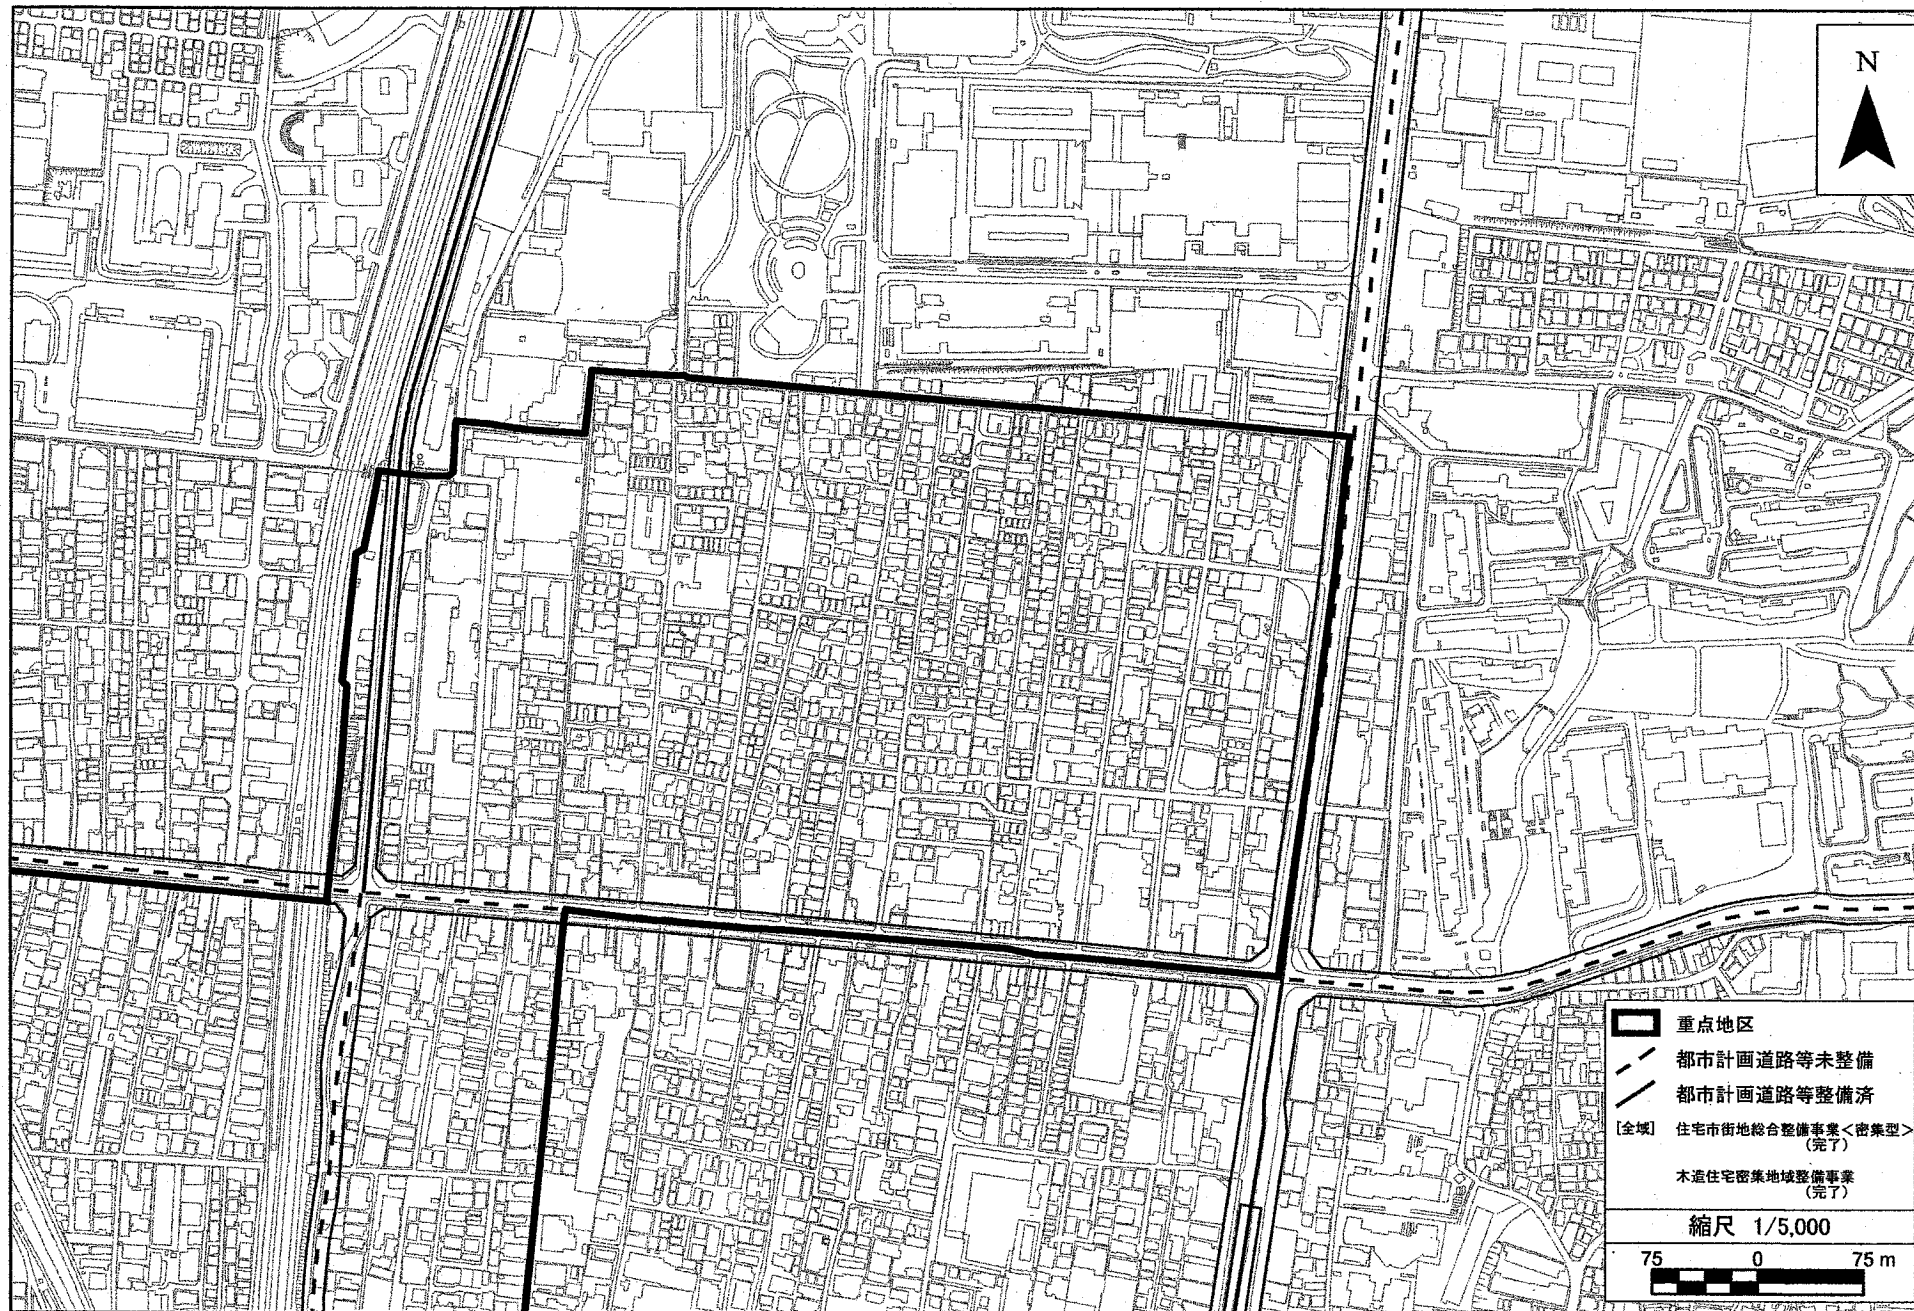 N
重点地区
都市計画道路等未整備
都市計画道路等整備済
[全域] 住宅市街地総合整備事業<密集型>
(完了)
木造住宅密集地域整備事業
(完了)
縮尺 1/5,000
75 0 75 m